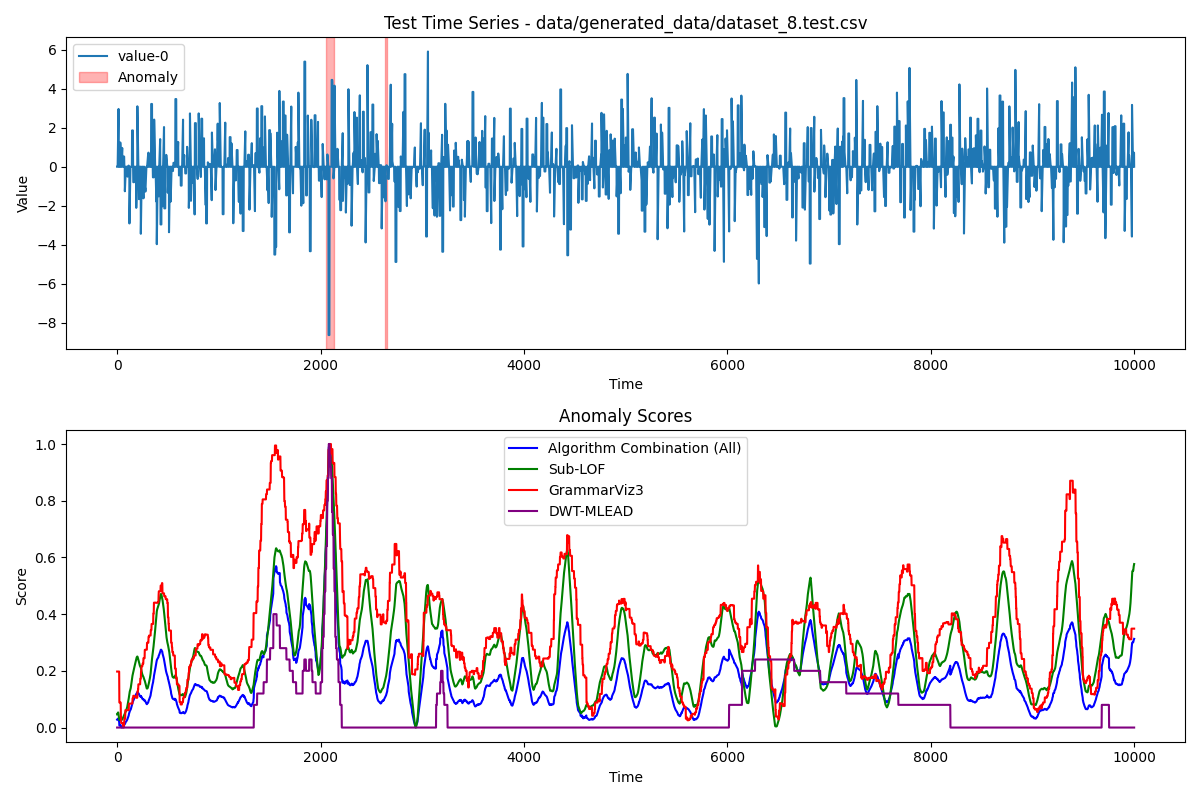 Test Time Series - data/generated_data/dataset_8.test.csv
value-0
Anomaly
6
4
2
0
−2
−4
−6
−8
Value
0
2000
4000
6000
8000
10000
Time
Anomaly Scores
Algorithm Combination (All)
Sub-LOF
GrammarViz3
DWT-MLEAD
1.0
0.8
0.6
0.4
0.2
0.0
Score
0
2000
4000
6000
8000
10000
Time